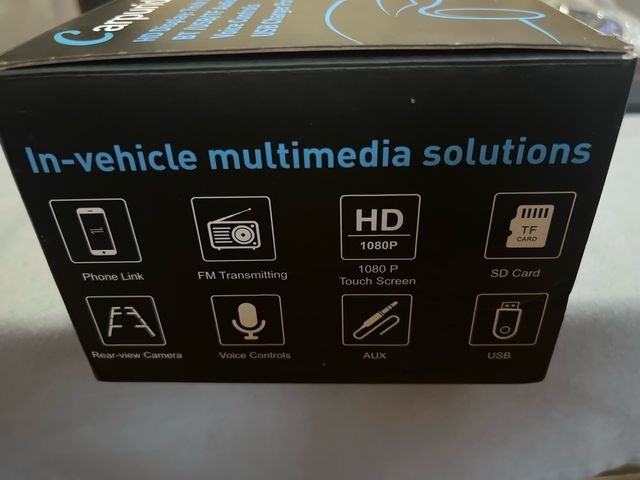 In-vehicle multimedia solutions
HD
1080P
TF
CARD
Phone Link
FM Transmitting
1080 P
Touch Screen
SD Card
Rear-view Camera
Voice Controls
AUX
USB